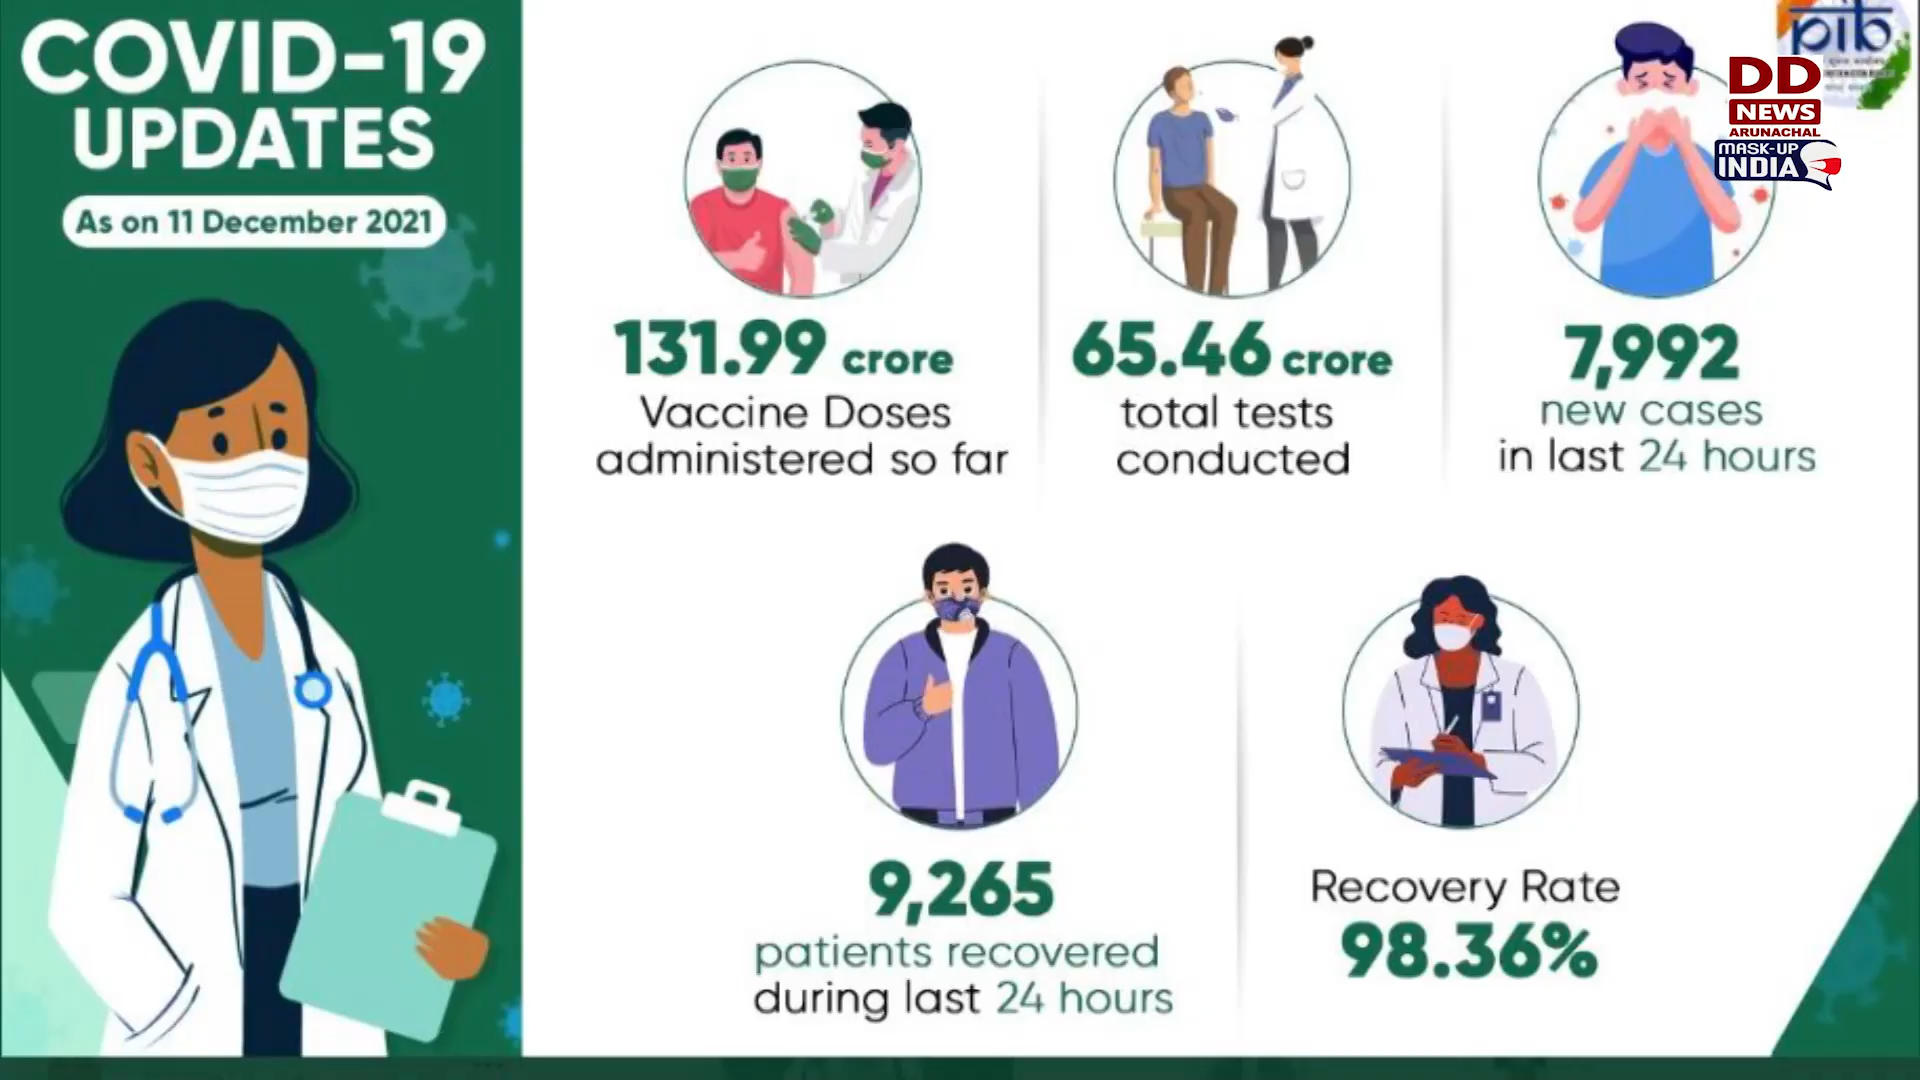 COVID-19
UPDATES
As on 11 December 2021
pib
DD
NEWS
ARUNACHAL
MASK-UP
INDIA
131.99 crore
Vaccine Doses
administered so far
65.46 crore
total tests
conducted
7,992
new cases
in last 24 hours
9,265
patients recovered
during last 24 hours
Recovery Rate
98.36%